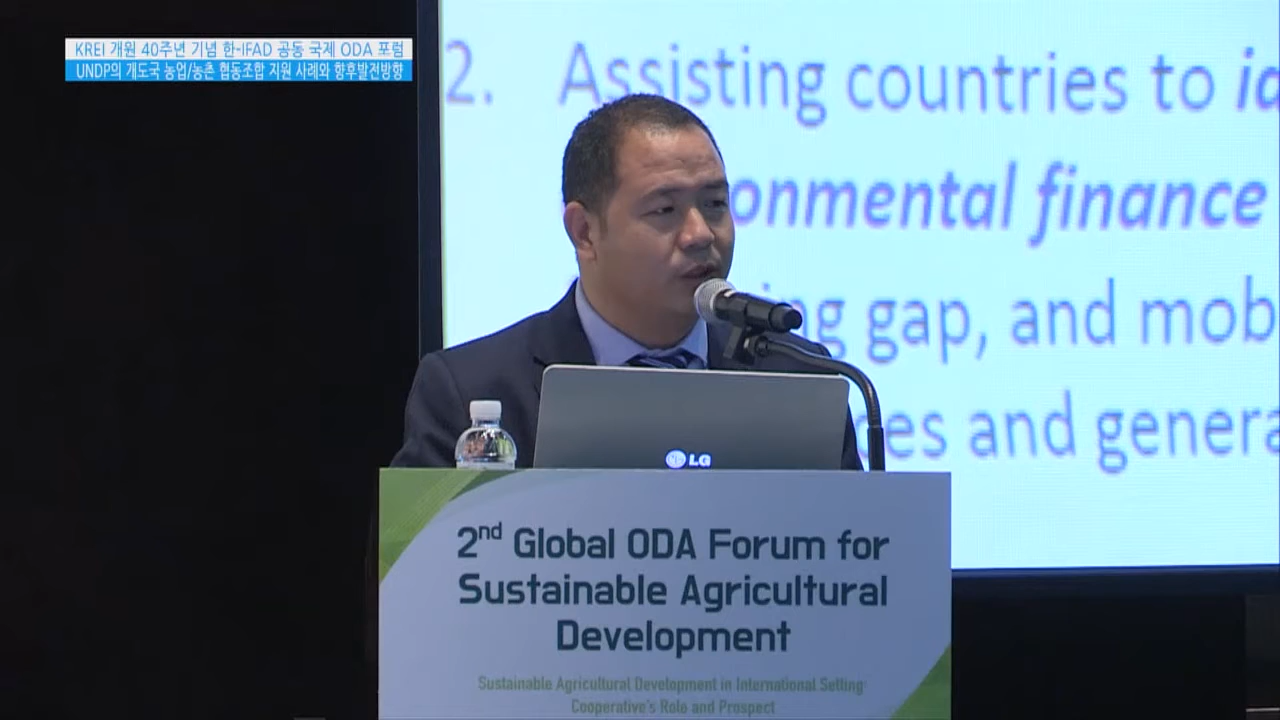 KREI 개원 40주년 기념 한-IFAD 공동 국제 ODA 포럼
UNDP의 개도국 농업/농촌 협동조합 지원 사례와 향후발전방향
2. Assisting countries to
onmental finance
gap, and mob
and genera
LG
2nd Global ODA Forum for
Sustainable Agricultural
Development
Sustainable Agricultural Development in International Setting
Cooperative's Role and Prospect